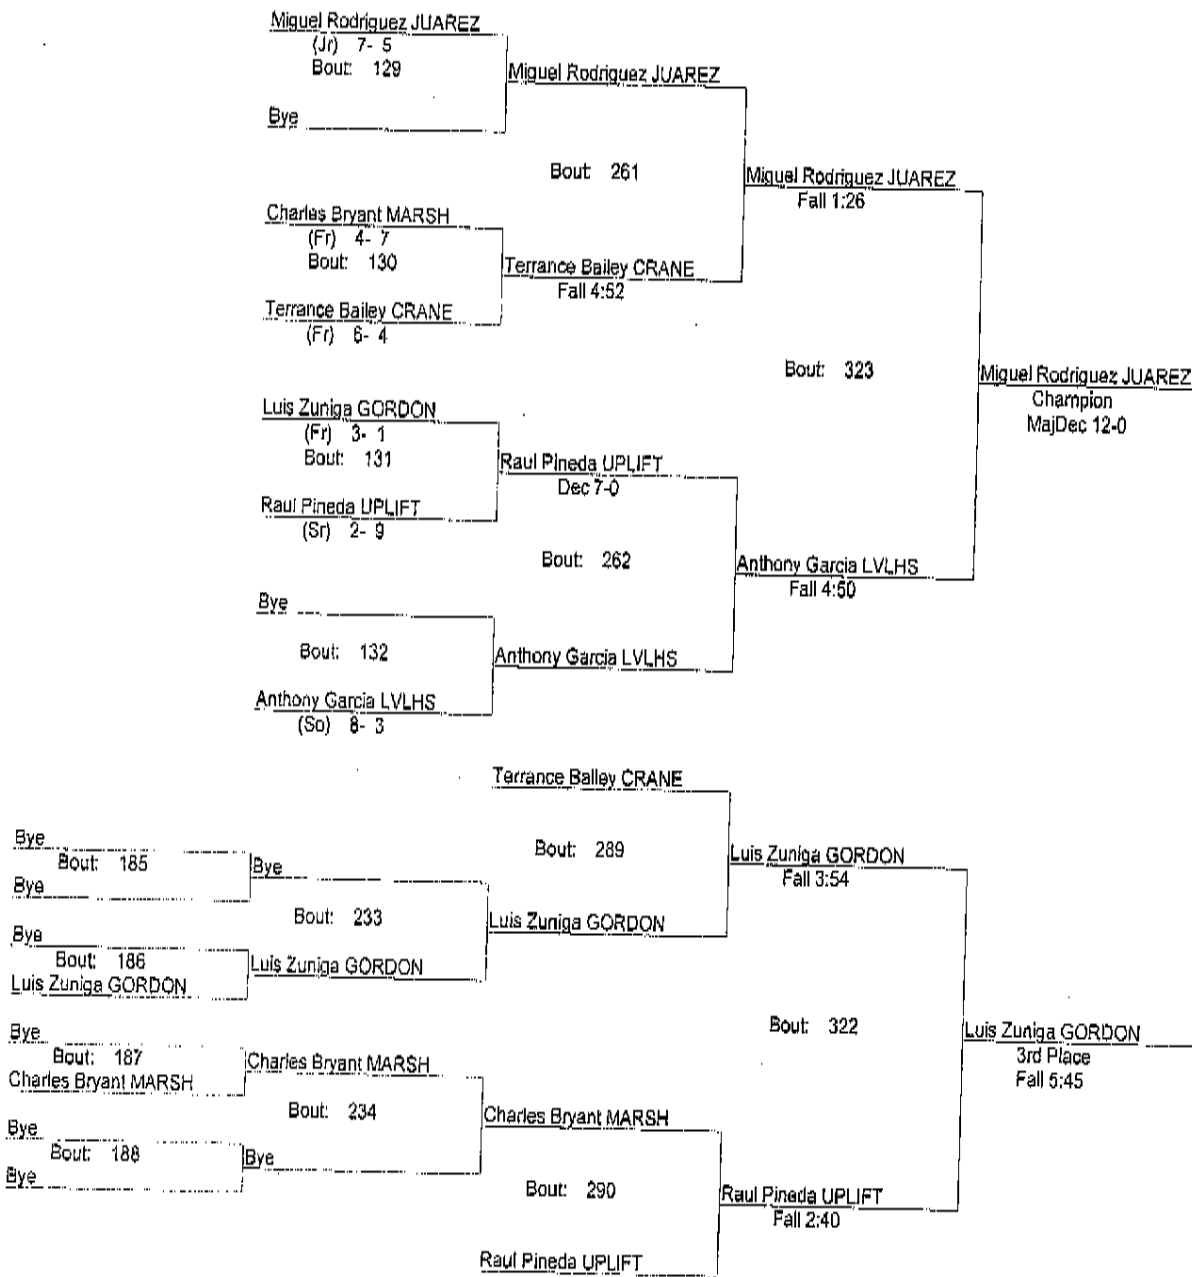 Miguel Rodriguez JUAREZ
(Jr) 7- 5
Bout: 129
Miguel Rodriguez JUAREZ
Bye
Bout: 261
Miguel Rodriguez JUAREZ
Fall 1:26
Charles Bryant MARSH
(Fr) 4- 7
Bout: 130
Terrance Bailey CRANE
Fall 4:52
Terrance Bailey CRANE
(Fr) 6- 4
Bout: 323
Miguel Rodriguez JUAREZ
Champion
MajDec 12-0
Luis Zuniga GORDON
(Fr) 3- 1
Bout: 131
Raul Pineda UPLIFT
Dec 7-0
Raul Pineda UPLIFT
(Sr) 2- 9
Bout: 262
Anthony Garcia LVLHS
Fall 4:50
Bye
Bout: 132
Anthony Garcia LVLHS
Anthony Garcia LVLHS
(So) 8- 3
Terrance Bailey CRANE
Bout: 289
Luis Zuniga GORDON
Fall 3:54
Bye
Bout: 185
Bye
Bye
Bout: 233
Luis Zuniga GORDON
Bye
Bout: 186
Luis Zuniga GORDON
Luis Zuniga GORDON
Bout: 322
Luis Zuniga GORDON
3rd Place
Fall 5:45
Bye
Bout: 187
Charles Bryant MARSH
Charles Bryant MARSH
Bout: 234
Charles Bryant MARSH
Bye
Bout: 188
Bye
Bye
Bout: 290
Raul Pineda UPLIFT
Fall 2:40
Raul Pineda UPLIFT